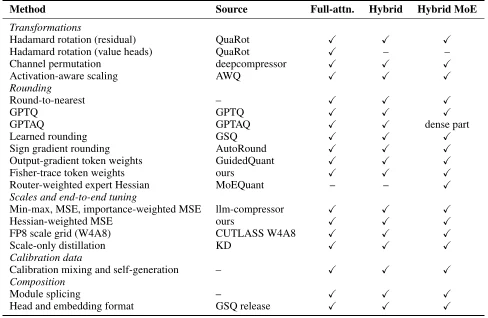 Method Source Full-attn. Hybrid Hybrid MoE
Transformations
Hadamard rotation (residual) QuaRot ✓ ✓ ✓
Hadamard rotation (value heads) QuaRot ✓ – –
Channel permutation deepcompressor ✓ ✓ ✓
Activation-aware scaling AWQ ✓ ✓ ✓
Rounding
Round-to-nearest – ✓ ✓ ✓
GPTQ GPTQ ✓ ✓ ✓
GPTAQ GPTAQ ✓ ✓ dense part
Learned rounding GSQ ✓ ✓ ✓
Sign gradient rounding AutoRound ✓ ✓ ✓
Output-gradient token weights GuidedQuant ✓ ✓ ✓
Fisher-trace token weights ours ✓ ✓ ✓
Router-weighted expert Hessian MoEQuant – – ✓
Scales and end-to-end tuning
Min-max, MSE, importance-weighted MSE llm-compressor ✓ ✓ ✓
Hessian-weighted MSE ours ✓ ✓ ✓
FP8 scale grid (W4A8) CUTLASS W4A8 ✓ ✓ ✓
Scale-only distillation KD ✓ ✓ ✓
Calibration data
Calibration mixing and self-generation – ✓ ✓ ✓
Composition
Module splicing – ✓ ✓ ✓
Head and embedding format GSQ release ✓ ✓ ✓